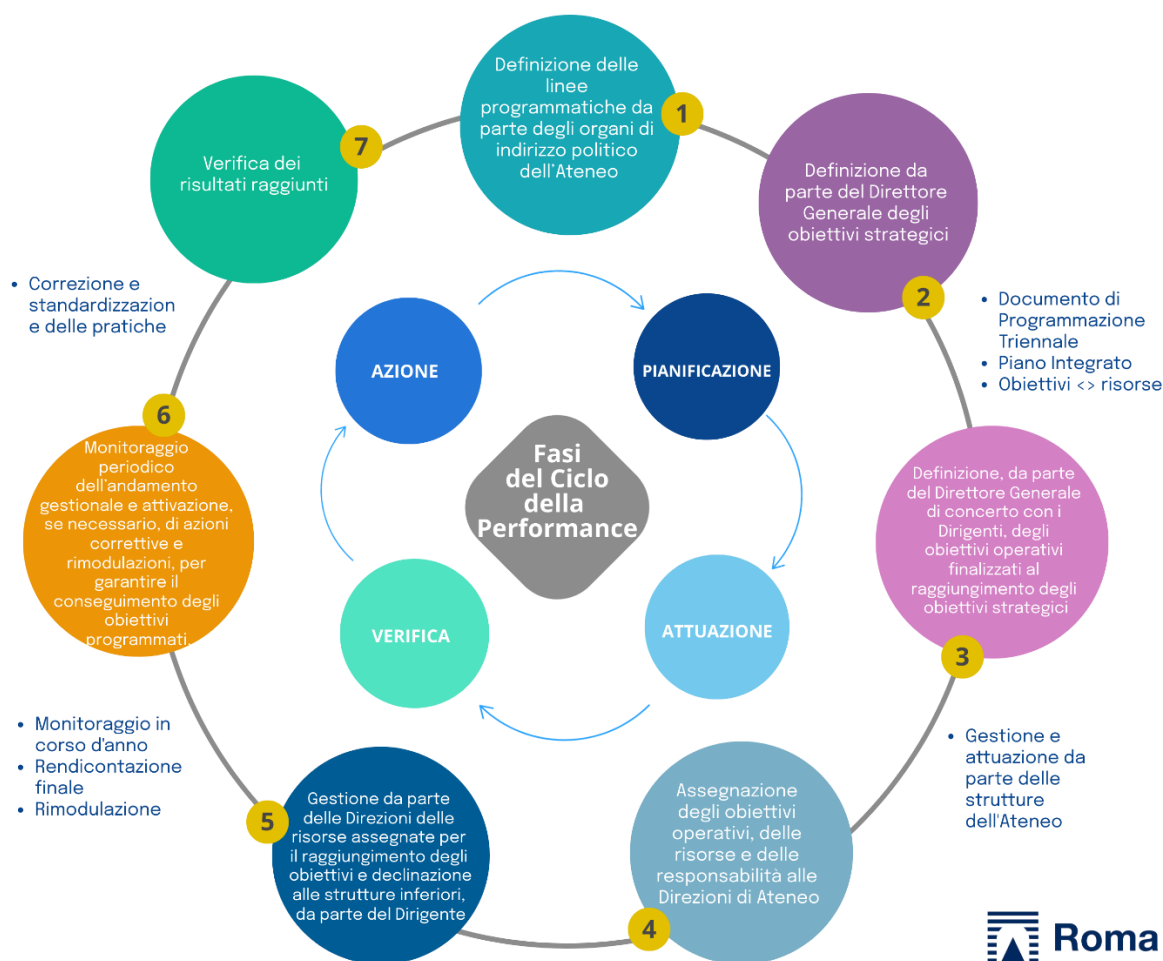 Definizione delle
linee
programmatiche da
parte degli organi di
indirizzo politico
dell'Ateneo
1
Definizione da
parte del Direttore
Generale degli
obiettivi strategici
2
• Documento di
Programmazione
Triennale
• Piano Integrato
• Obiettivi <> risorse
Definizione, da parte
del Direttore Generale
di concerto con i
Dirigenti, degli
obiettivi operativi
finalizzati al
raggiungimento degli
obiettivi strategici
3
• Gestione e
attuazione da
parte delle
strutture
dell'Ateneo
Assegnazione
degli obiettivi
operativi, delle
risorse e delle
responsabilità alle
Direzioni di Ateneo
4
Gestione da parte
delle Direzioni delle
risorse assegnate per
il raggiungimento degli
obiettivi e declinazione
alle strutture inferiori,
da parte del Dirigente
5
• Monitoraggio in
corso d'anno
• Rendicontazione
finale
• Rimodulazione
Monitoraggio
periodico
dell'andamento
gestionale e attivazione,
se necessario, di azioni
correttive e
rimodulazioni, per
garantire il
conseguimento degli
obiettivi
programmati.
6
• Correzione e
standardizzazion
e delle pratiche
Verifica dei
risultati raggiunti
7
AZIONE
PIANIFICAZIONE
ATTUAZIONE
VERIFICA
Fasi
del Ciclo
della
Performance
Roma